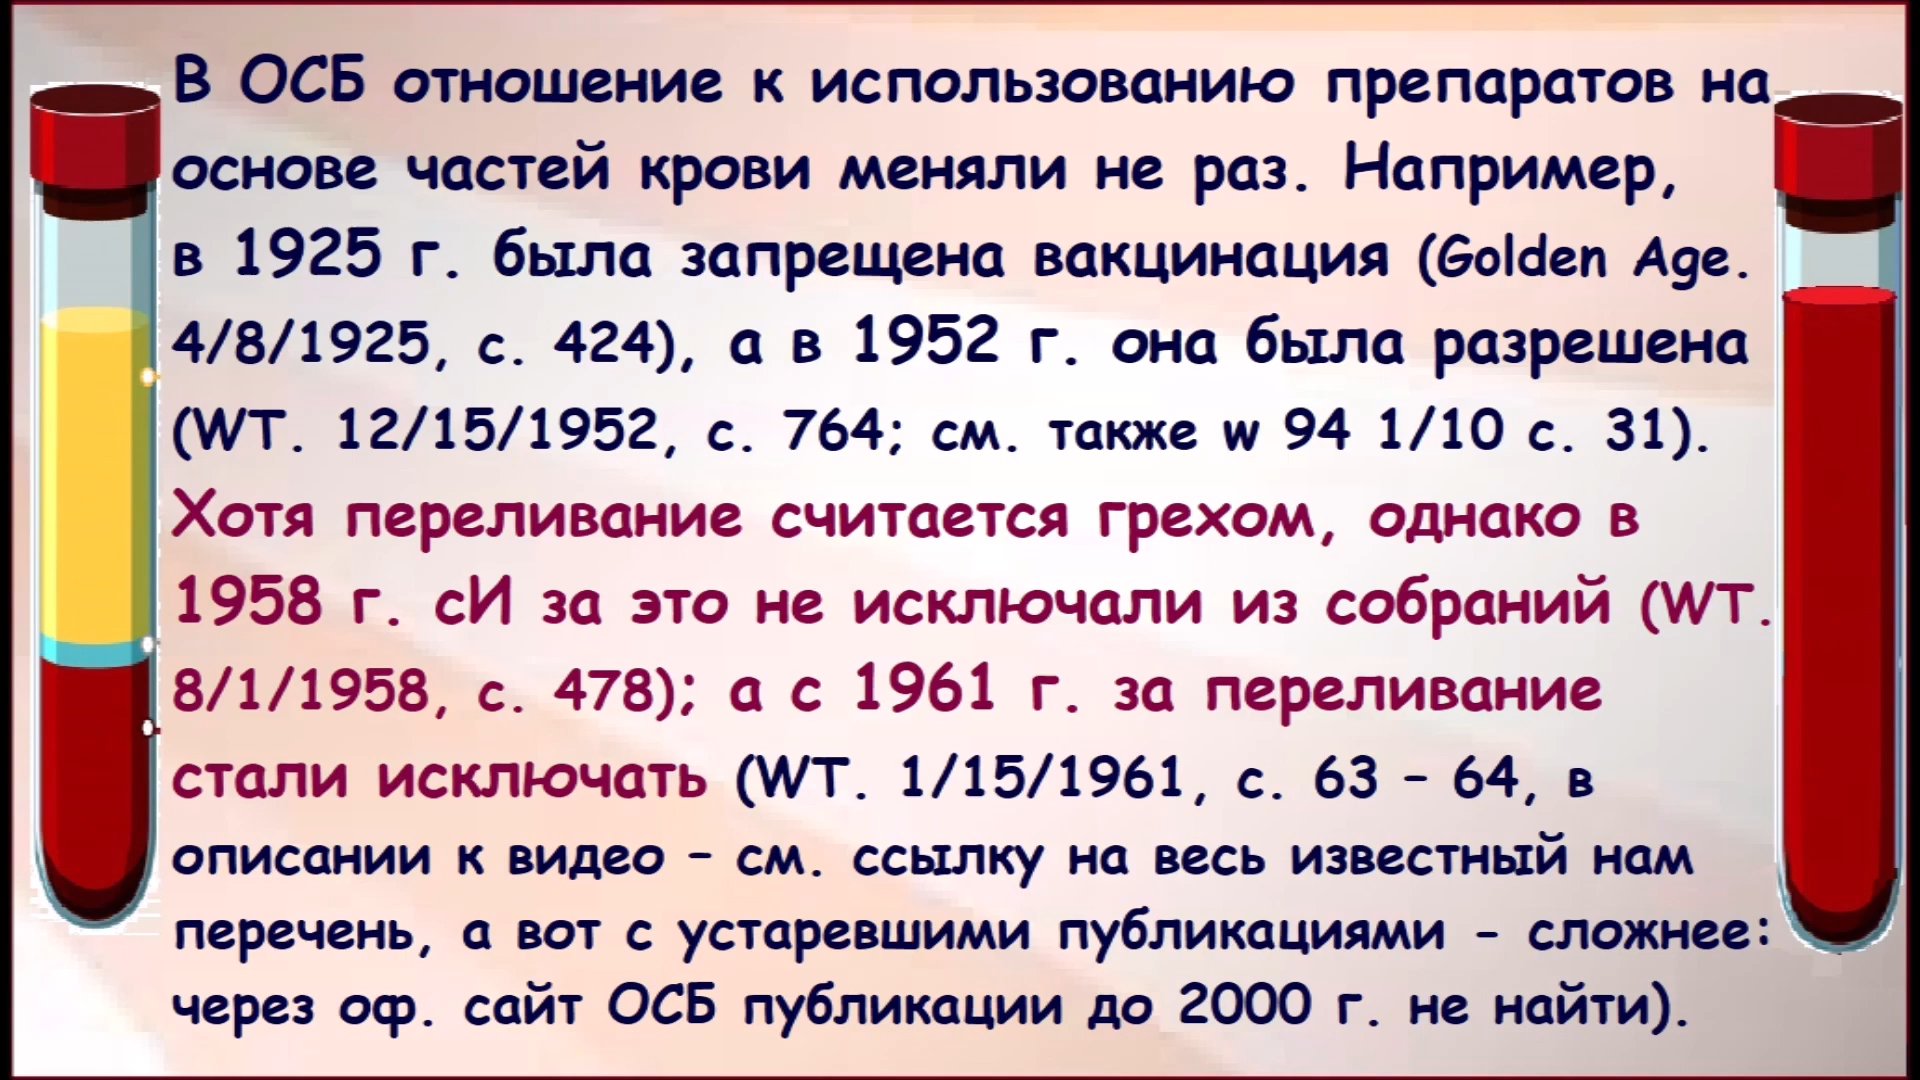 В ОСБ отношение к использованию препаратов на
основе частей крови меняли не раз. Например,
в 1925 г. была запрещена вакцинация (Golden Age.
4/8/1925, с. 424), а в 1952 г. она была разрешена
(WT. 12/15/1952, с. 764; см. также w 94 1/10 с. 31).
Хотя переливание считается грехом, однако в
1958 г. сИ за это не исключали из собраний (WT.
8/1/1958, с. 478); а с 1961 г. за переливание
стали исключать (WT. 1/15/1961, с. 63 – 64, в
описании к видео – см. ссылку на весь известный нам
перечень, а вот с устаревшими публикациями – сложнее:
через оф. сайт ОСБ публикации до 2000 г. не найти).